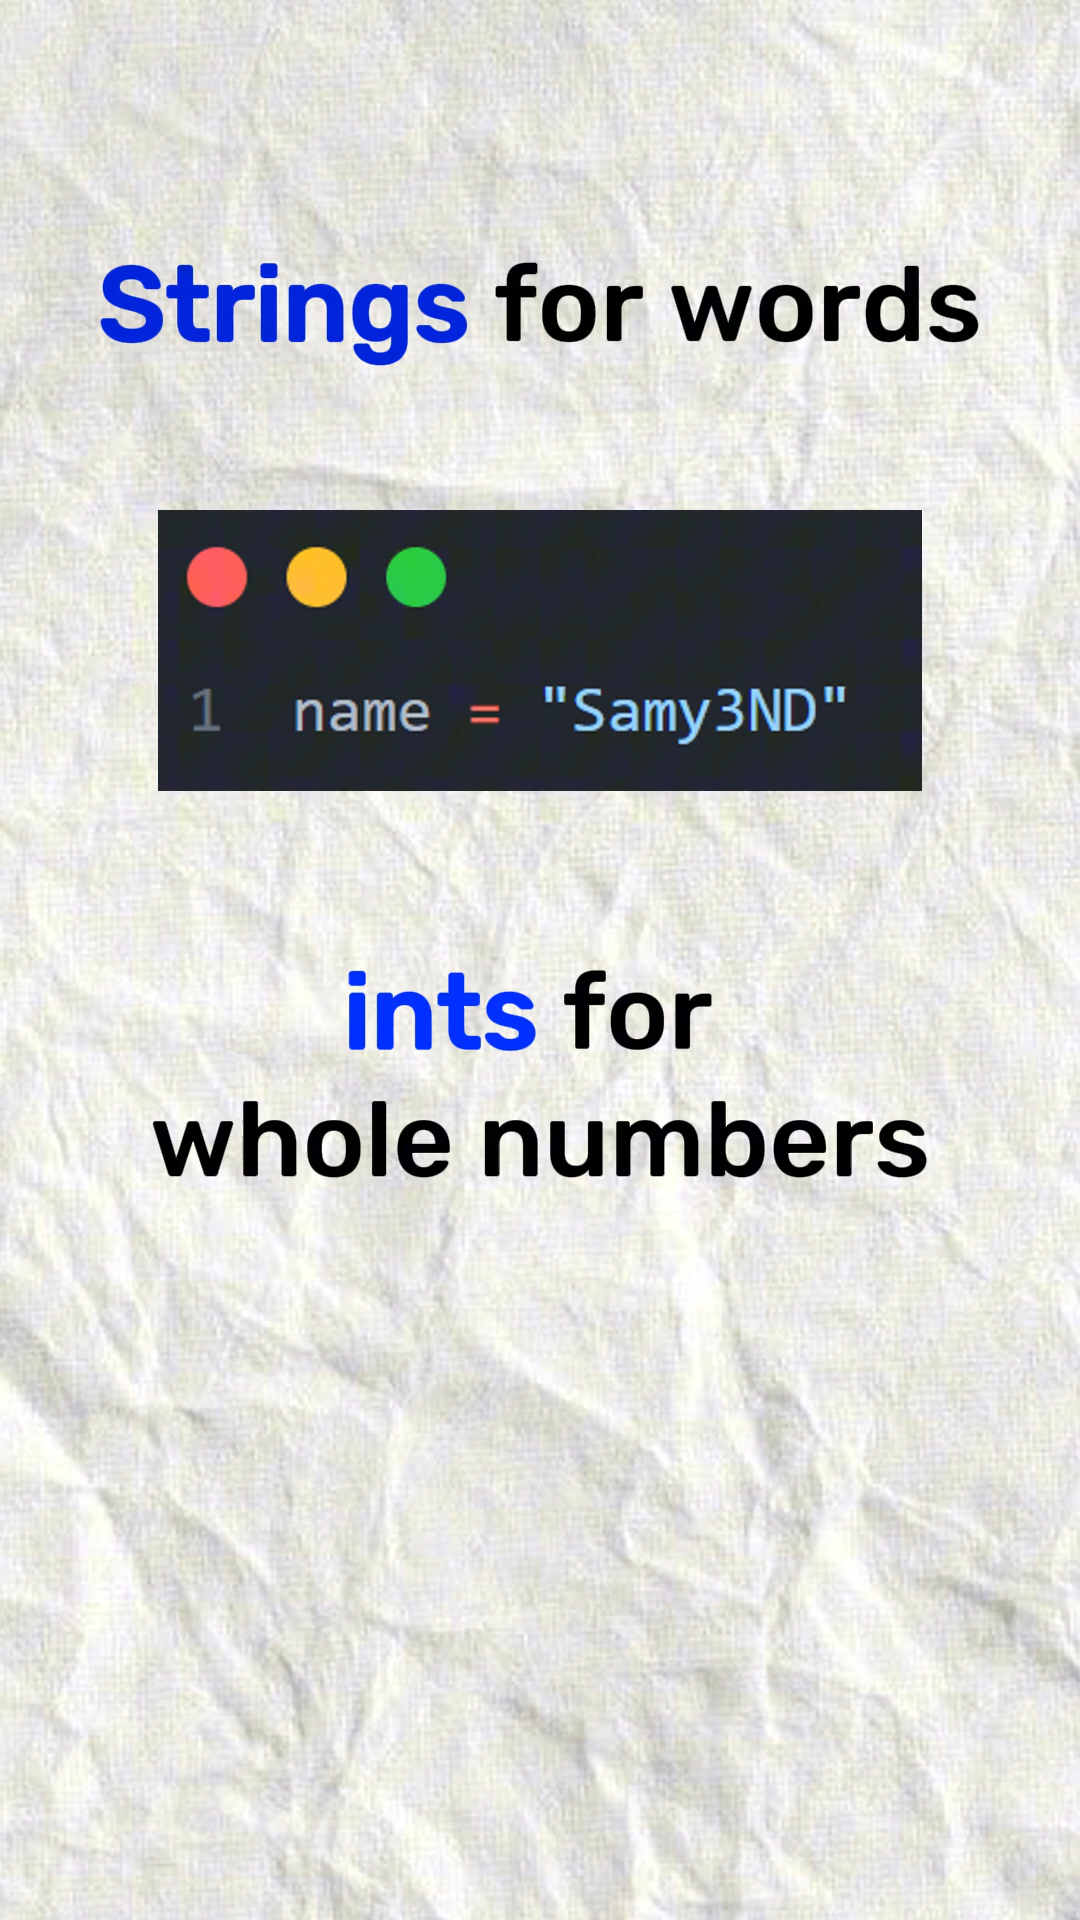 Strings for words
1 name = "Samy3ND"
ints for
whole numbers